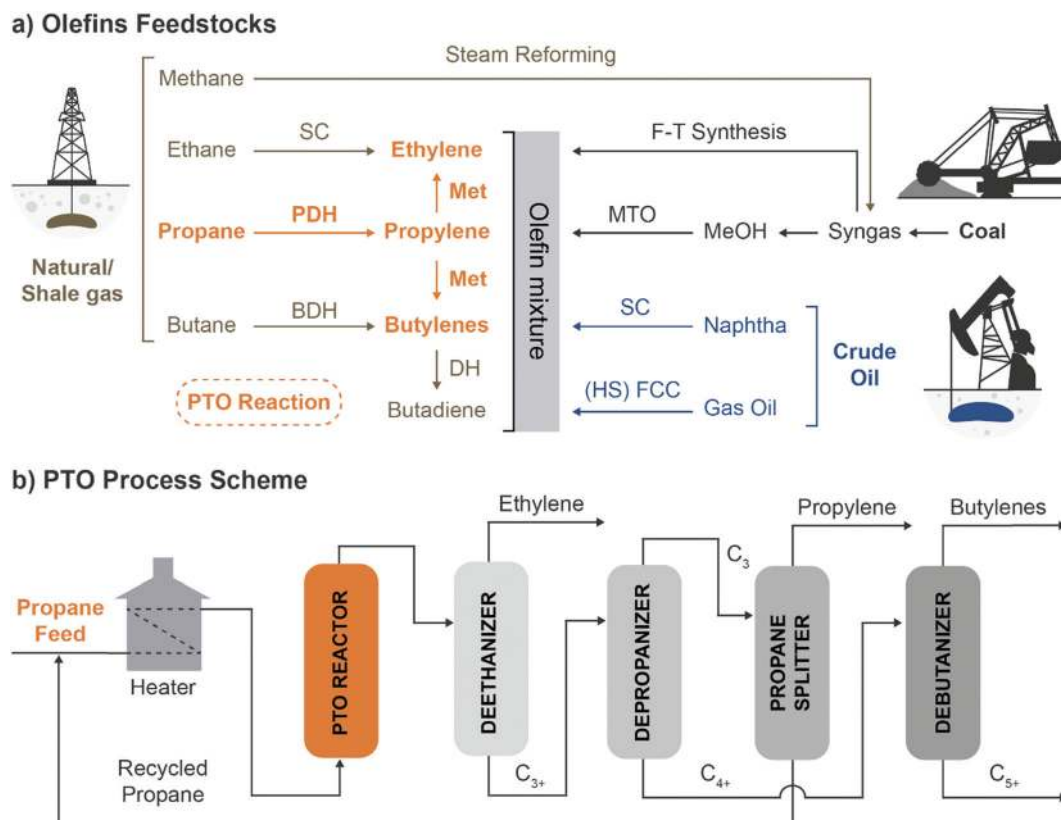 a) Olefins Feedstocks
Steam Reforming
Methane
Ethane
SC
Ethylene
F-T Synthesis
Met
Propane
PDH
Propylene
MTO
MeOH
Syngas
Coal
Natural/
Shale gas
Met
Butane
BDH
Butylenes
SC
Naphtha
Olefin mixture
Crude
Oil
DH
PTO Reaction
Butadiene
(HS) FCC
Gas Oil
b) PTO Process Scheme
Ethylene
Propylene
Butylenes
C₃
Propane
Feed
Heater
PTO REACTOR
DEETHANIZER
DEPROPANIZER
PROPANE
SPLITTER
DEBUTANIZER
Recycled
Propane
C₃₊
C₄₊
C₅₊